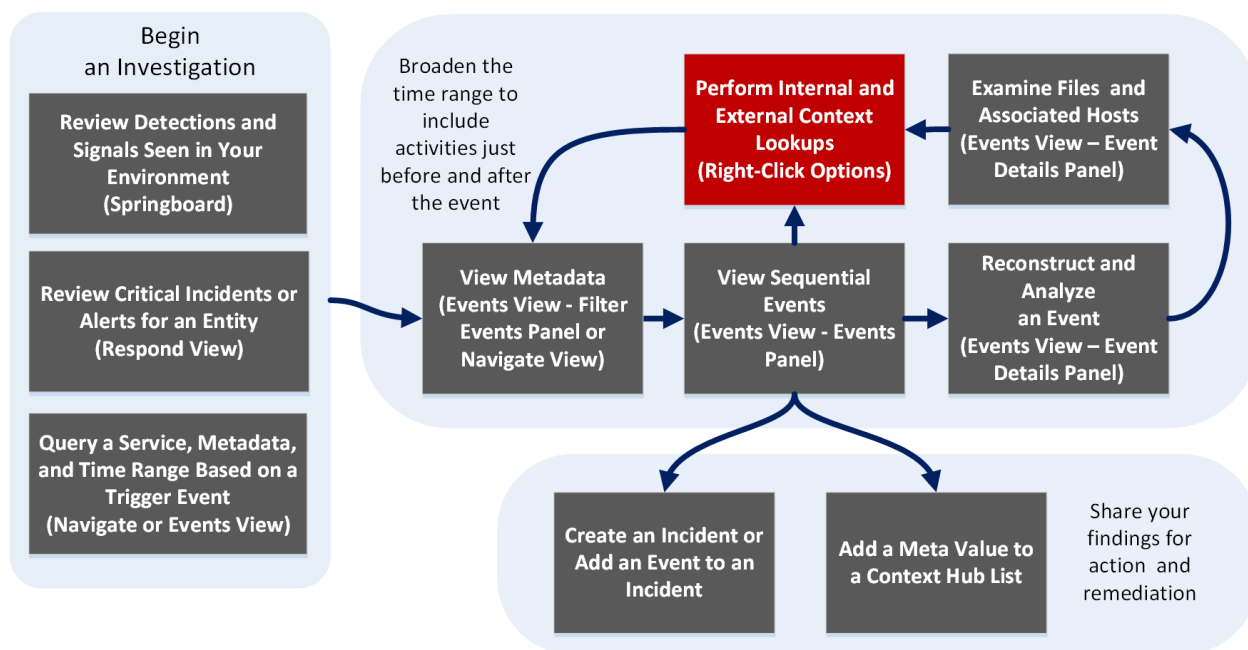 Begin
an Investigation
Review Detections and
Signals Seen in Your
Environment
(Springboard)
Review Critical Incidents or
Alerts for an Entity
(Respond View)
Query a Service, Metadata,
and Time Range Based on a
Trigger Event
(Navigate or Events View)
Broaden the
time range to
include
activities just
before and after
the event
Perform Internal and
External Context
Lookups
(Right-Click Options)
Examine Files and
Associated Hosts
(Events View – Event
Details Panel)
View Metadata
(Events View - Filter
Events Panel or
Navigate View)
View Sequential
Events
(Events View - Events
Panel)
Reconstruct and
Analyze
an Event
(Events View – Event
Details Panel)
Create an Incident or
Add an Event to an
Incident
Add a Meta Value to
a Context Hub List
Share your
findings for
action and
remediation